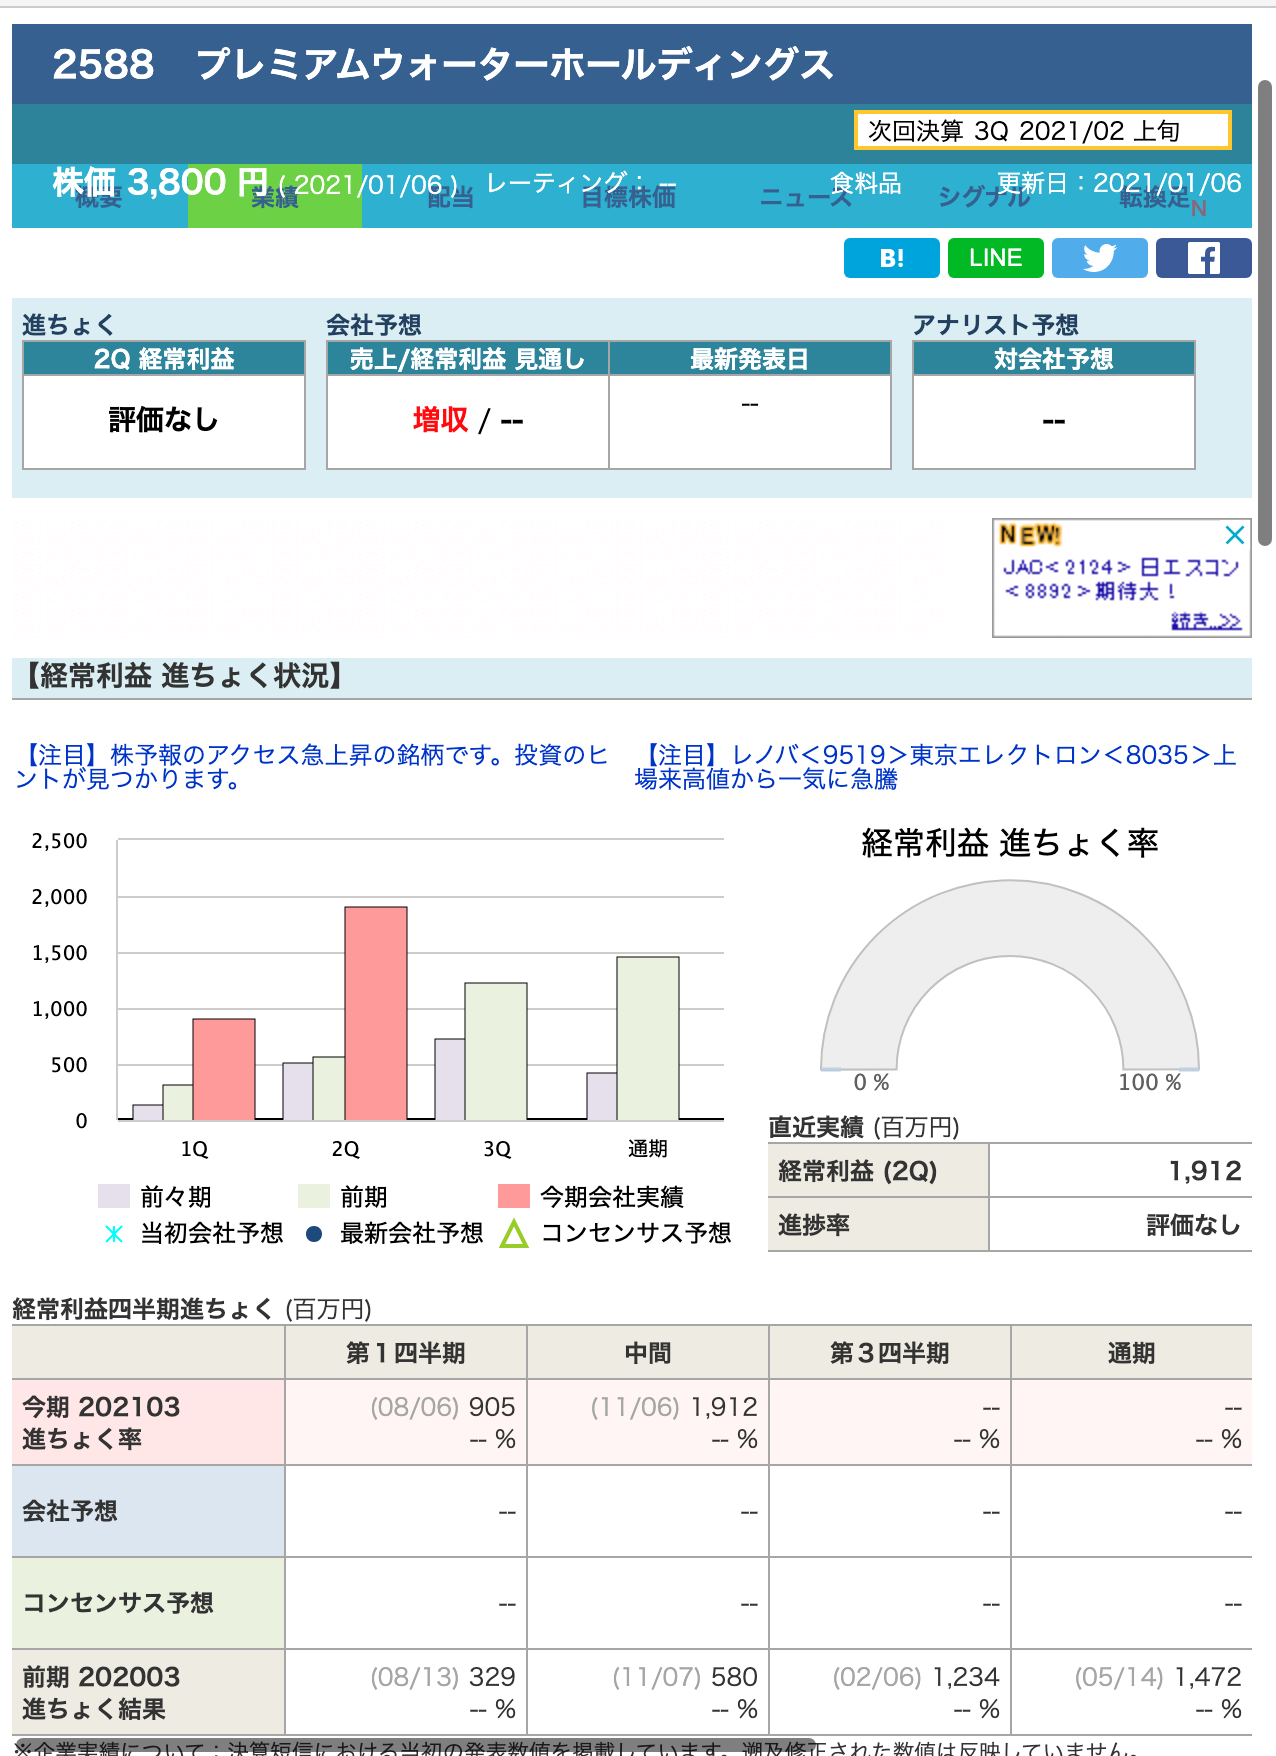 2588 プレミアムウォーターホールディングス
次回決算 3Q 2021/02 上旬
株価 3,800 円 ( 2021/01/06 ) レーティング : -- 食料品 更新日：2021/01/06
概要 業績 配当 目標株価 ニュース シグナル 転換足 N
B! LINE
進ちょく 会社予想 アナリスト予想
2Q 経常利益 売上/経常利益 見通し 最新発表日 対会社予想
評価なし 増収 / -- -- --
NEW!
JAC<2124> 日エスコン
<8892>期待大！
続き..>>
【経常利益 進ちょく状況】
【注目】株予報のアクセス急上昇の銘柄です。投資のヒ
ントが見つかります。
【注目】レノバ<9519>東京エレクトロン<8035>上
場来高値から一気に急騰
2,500
2,000
1,500
1,000
500
0
1Q 2Q 3Q 通期
前々期 前期 今期会社実績
当初会社予想 最新会社予想 コンセンサス予想
経常利益 進ちょく率
0 % 100 %
直近実績 (百万円)
経常利益 (2Q) 1,912
進捗率 評価なし
経常利益四半期進ちょく (百万円)
第１四半期 中間 第３四半期 通期
今期 202103 (08/06) 905 (11/06) 1,912 -- --
進ちょく率 -- % -- % -- % -- %
会社予想 -- -- -- --
コンセンサス予想 -- -- -- --
前期 202003 (08/13) 329 (11/07) 580 (02/06) 1,234 (05/14) 1,472
進ちょく結果 -- % -- % -- % -- %
※企業実績について：決算短信における当初の発表数値を掲載しています。遡及修正された数値は反映していません。